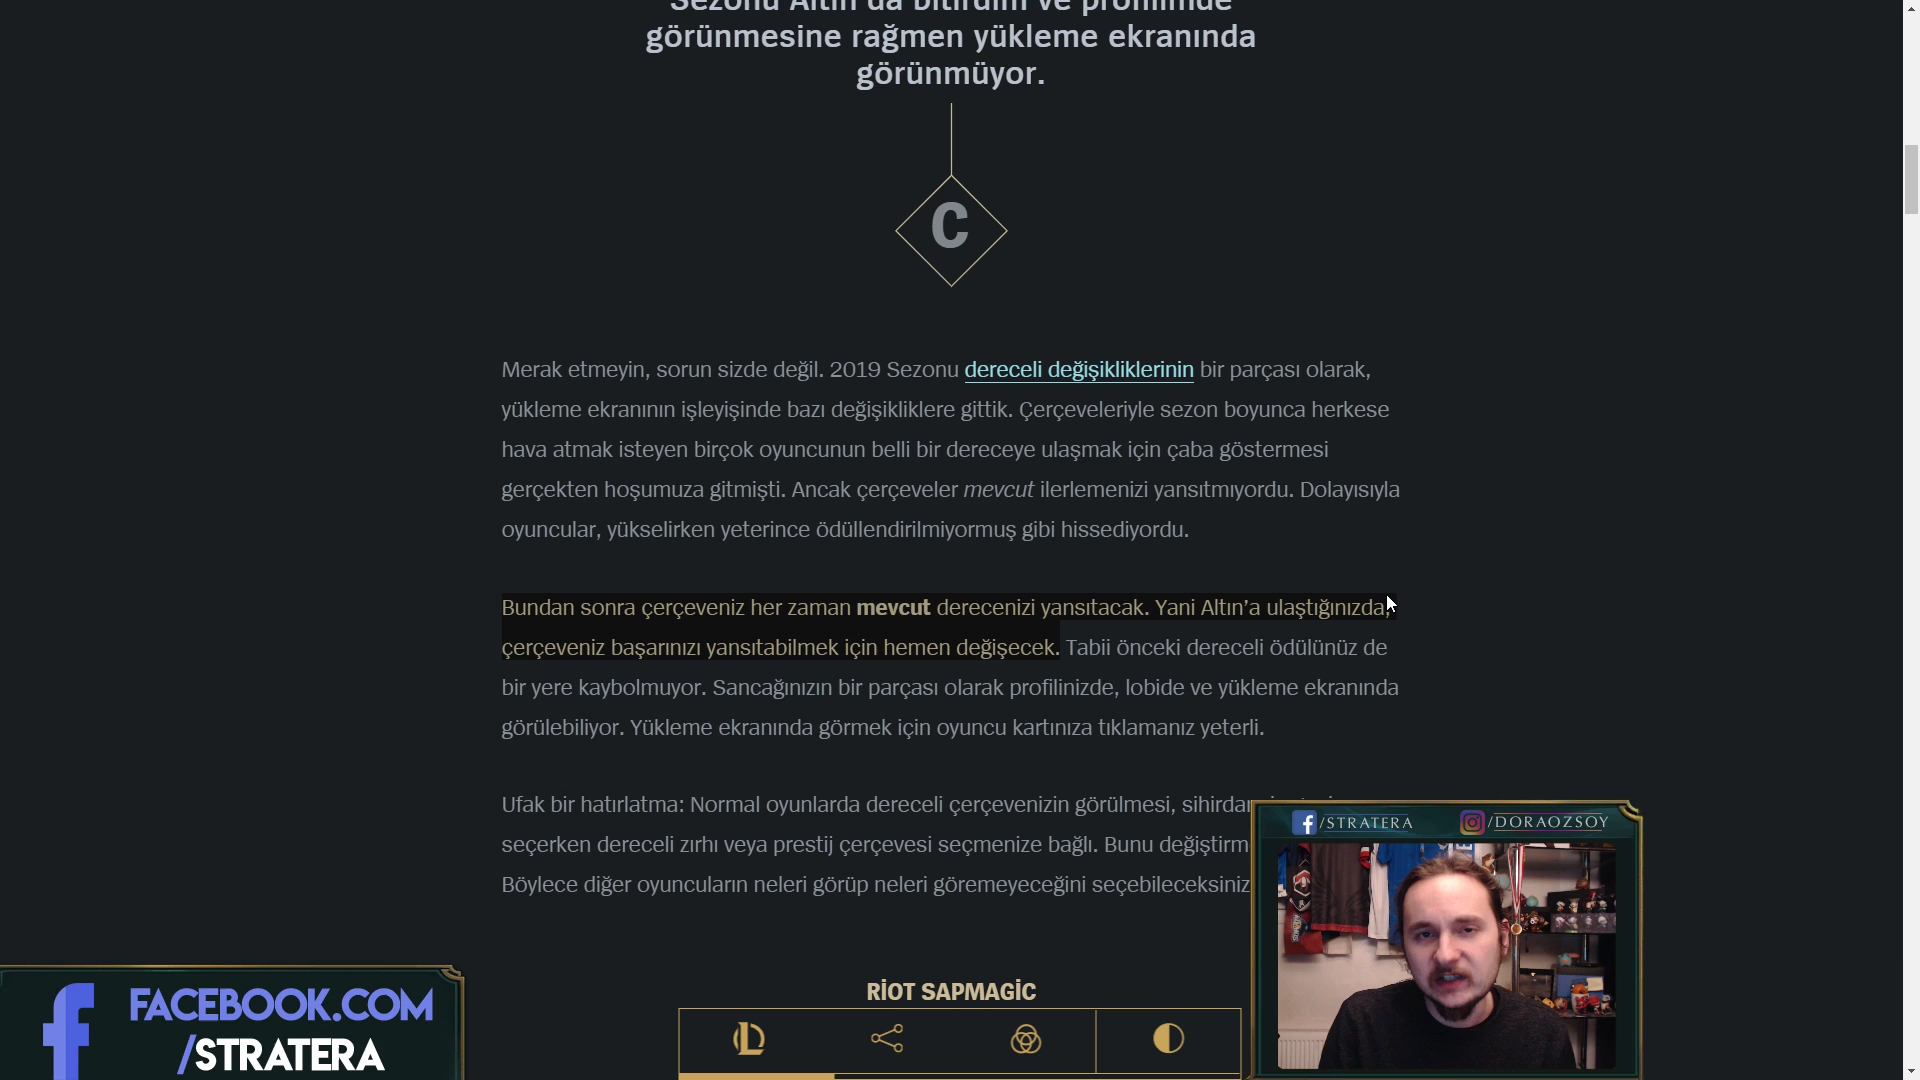 Sezonu Altın'da bitirdim ve profilimde
görünmesine rağmen yükleme ekranında
görünmüyor.
C
Merak etmeyin, sorun sizde değil. 2019 Sezonu dereceli değişikliklerinin bir parçası olarak,
yükleme ekranının işleyişinde bazı değişikliklere gittik. Çerçeveleriyle sezon boyunca herkese
hava atmak isteyen birçok oyuncunun belli bir dereceye ulaşmak için çaba göstermesi
gerçekten hoşumuza gitmişti. Ancak çerçeveler mevcut ilerlemenizi yansıtmıyordu. Dolayısıyla
oyuncular, yükselirken yeterince ödüllendirilmiyormuş gibi hissediyordu.
Bundan sonra çerçeveniz her zaman mevcut derecenizi yansıtacak. Yani Altın’a ulaştığınızda,
çerçeveniz başarınızı yansıtabilmek için hemen değişecek. Tabii önceki dereceli ödülünüz de
bir yere kaybolmuyor. Sancağınızın bir parçası olarak profilinizde, lobide ve yükleme ekranında
görülebiliyor. Yükleme ekranında görmek için oyuncu kartınıza tıklamanız yeterli.
Ufak bir hatırlatma: Normal oyunlarda dereceli çerçevenizin görülmesi,
seçerken dereceli zırhı veya prestij çerçevesi seçmenize bağlı. Bunu
Böylece diğer oyuncuların neleri görüp neleri göremeyeceğini seçebileceksiniz
RİOT SAPMAGİC
/STRATERA
/DORAOZSOY
FACEBOOK.COM
/STRATERA